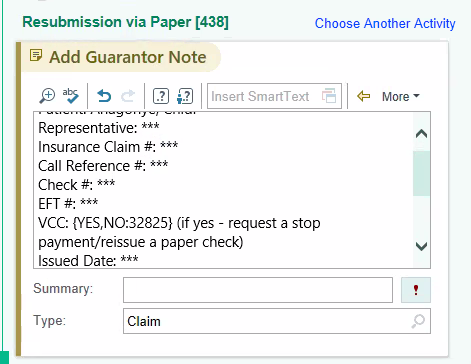 Resubmission via Paper [438]
Choose Another Activity
Add Guarantor Note
abc
Insert SmartText
More
Representative: ***
Insurance Claim #: ***
Call Reference #: ***
Check #: ***
EFT #: ***
VCC: {YES,NO:32825} (if yes - request a stop
payment/reissue a paper check)
Issued Date: ***
Summary:
Type:
Claim